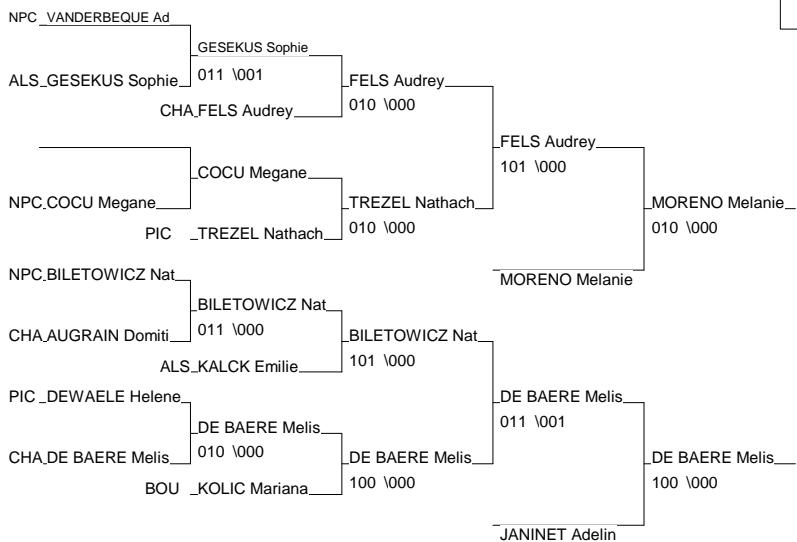 NPC VANDERBEQUE Ad
GESEKUS Sophie
ALS GESEKUS Sophie 011 \001 FELS Audrey
CHA FELS Audrey 010 \000
FELS Audrey
101 \000
COCU Megane
NPC COCU Megane TREZEL Nathach MORENO Melanie
PIC TREZEL Nathach 010 \000 010 \000
NPC BILETOWICZ Nat MORENO Melanie
BILETOWICZ Nat
CHA AUGRAIN Domiti 011 \000 BILETOWICZ Nat
ALS KALCK Emilie 101 \000
PIC DEWAELE Helene DE BAERE Melis
011 \001
DE BAERE Melis
CHA DE BAERE Melis 010 \000 DE BAERE Melis DE BAERE Melis
BOU KOLIC Mariana 100 \000 100 \000
JANINET Adelin